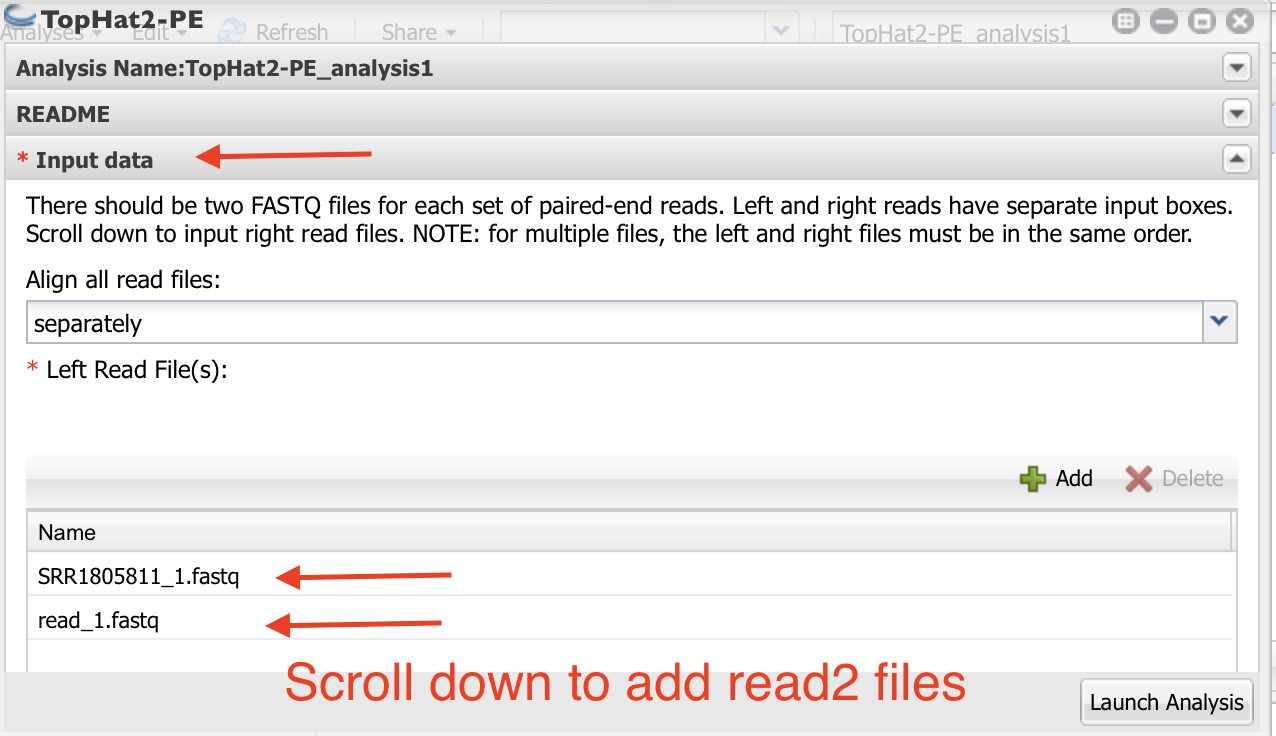 TopHat2-PE
Analyses Edit Refresh Share TopHat2-PE_analysis1
Analysis Name:TopHat2-PE_analysis1
README
* Input data
There should be two FASTQ files for each set of paired-end reads. Left and right reads have separate input boxes.
Scroll down to input right read files. NOTE: for multiple files, the left and right files must be in the same order.
Align all read files:
separately
* Left Read File(s):
Add Delete
Name
SRR1805811_1.fastq
read_1.fastq
Scroll down to add read2 files
Launch Analysis